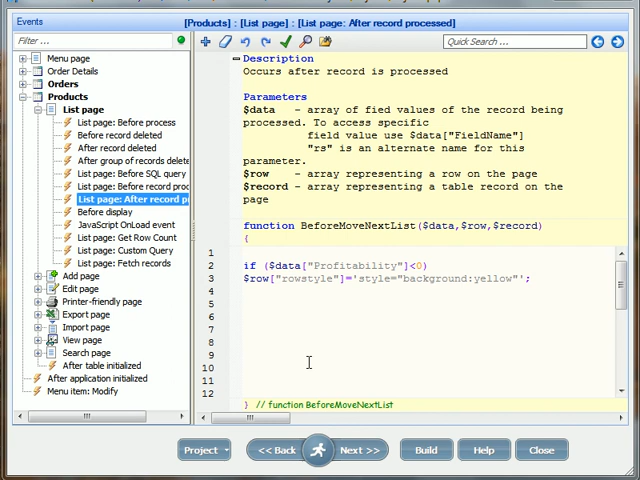 Events
[Products] : [List page] : [List page: After record processed]
Filter ...
Quick Search ...
Menu page
Order Details
Orders
Products
List page
List page: Before process
Before record deleted
After record deleted
After group of records delete
List page: Before SQL query
List page: Before record proc
List page: After record p
Before display
JavaScript OnLoad event
List page: Get Row Count
List page: Custom Query
List page: Fetch records
Add page
Edit page
Printer-friendly page
Export page
Import page
View page
Search page
After table initialized
After application initialized
Menu item: Modify
Description
Occurs after record is processed
Parameters
$data - array of fied values of the record being
processed. To access specific
field value use $data["FieldName"]
"rs" is an alternate name for this
parameter.
$row - array representing a row on the page
$record - array representing a table record on the
page
function BeforeMoveNextList($data,$row,$record)
{
1
2 if ($data["Profitability"]<0)
3 $row["rowstyle"]='style="background:yellow"';
4
5
6
7
8
9
10
11
12
} // function BeforeMoveNextList
Project
<< Back
Next >>
Build
Help
Close